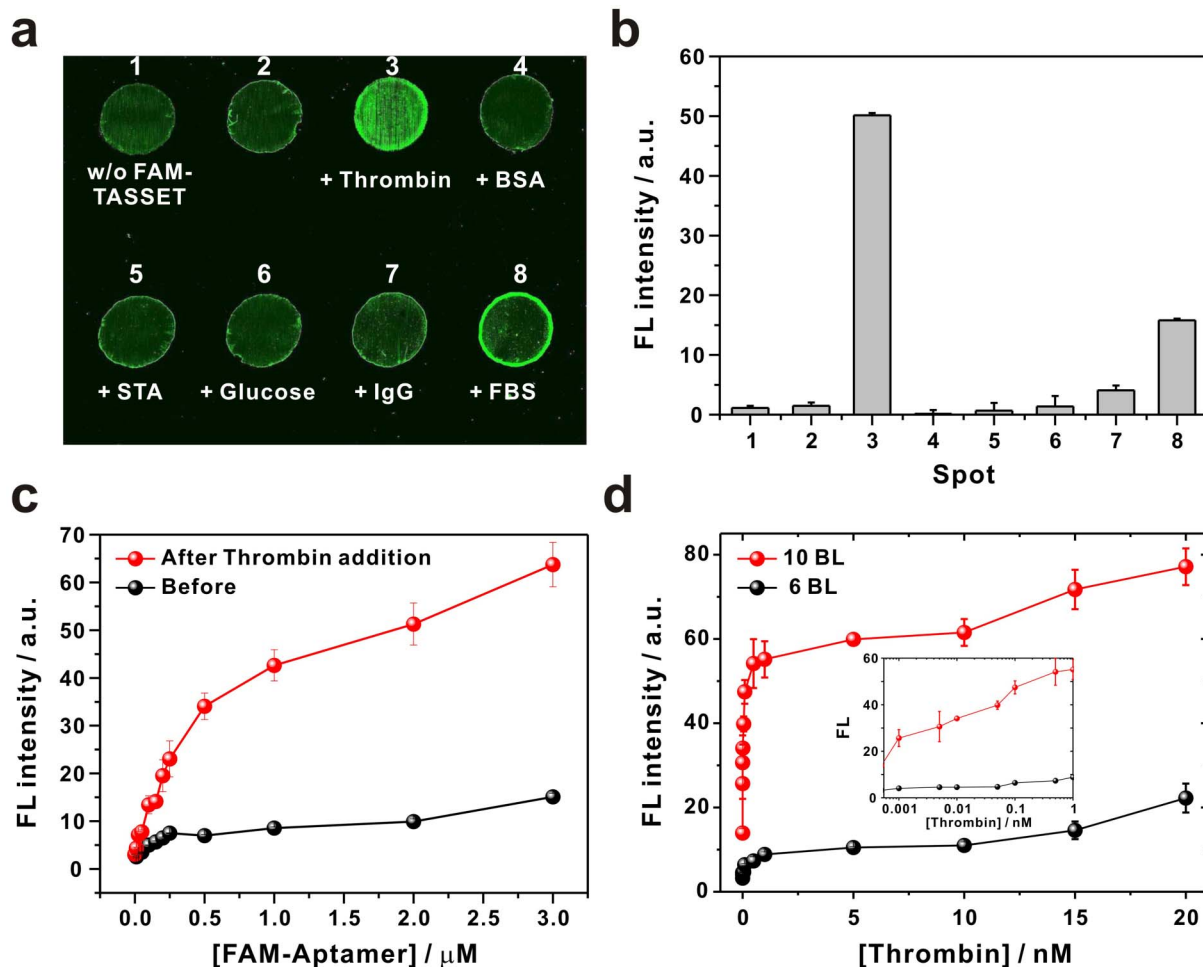 a
1 2 3 4
w/o FAM-
TASSET
+ Thrombin
+ BSA
5 6 7 8
+ STA
+ Glucose
+ IgG
+ FBS
b
60
50
40
30
20
10
0
FL intensity / a.u.
1 2 3 4 5 6 7 8
Spot
c
70
60
50
40
30
20
10
0
FL intensity / a.u.
After Thrombin addition
Before
0.0 0.5 1.0 2.0 3.0
[FAM-Aptamer] / μM
d
80
60
40
20
0
FL intensity / a.u.
10 BL
6 BL
60
40
20
0
FL
0.001 0.01 0.1 1
[Thrombin] / nM
0 5 10 15 20
[Thrombin] / nM